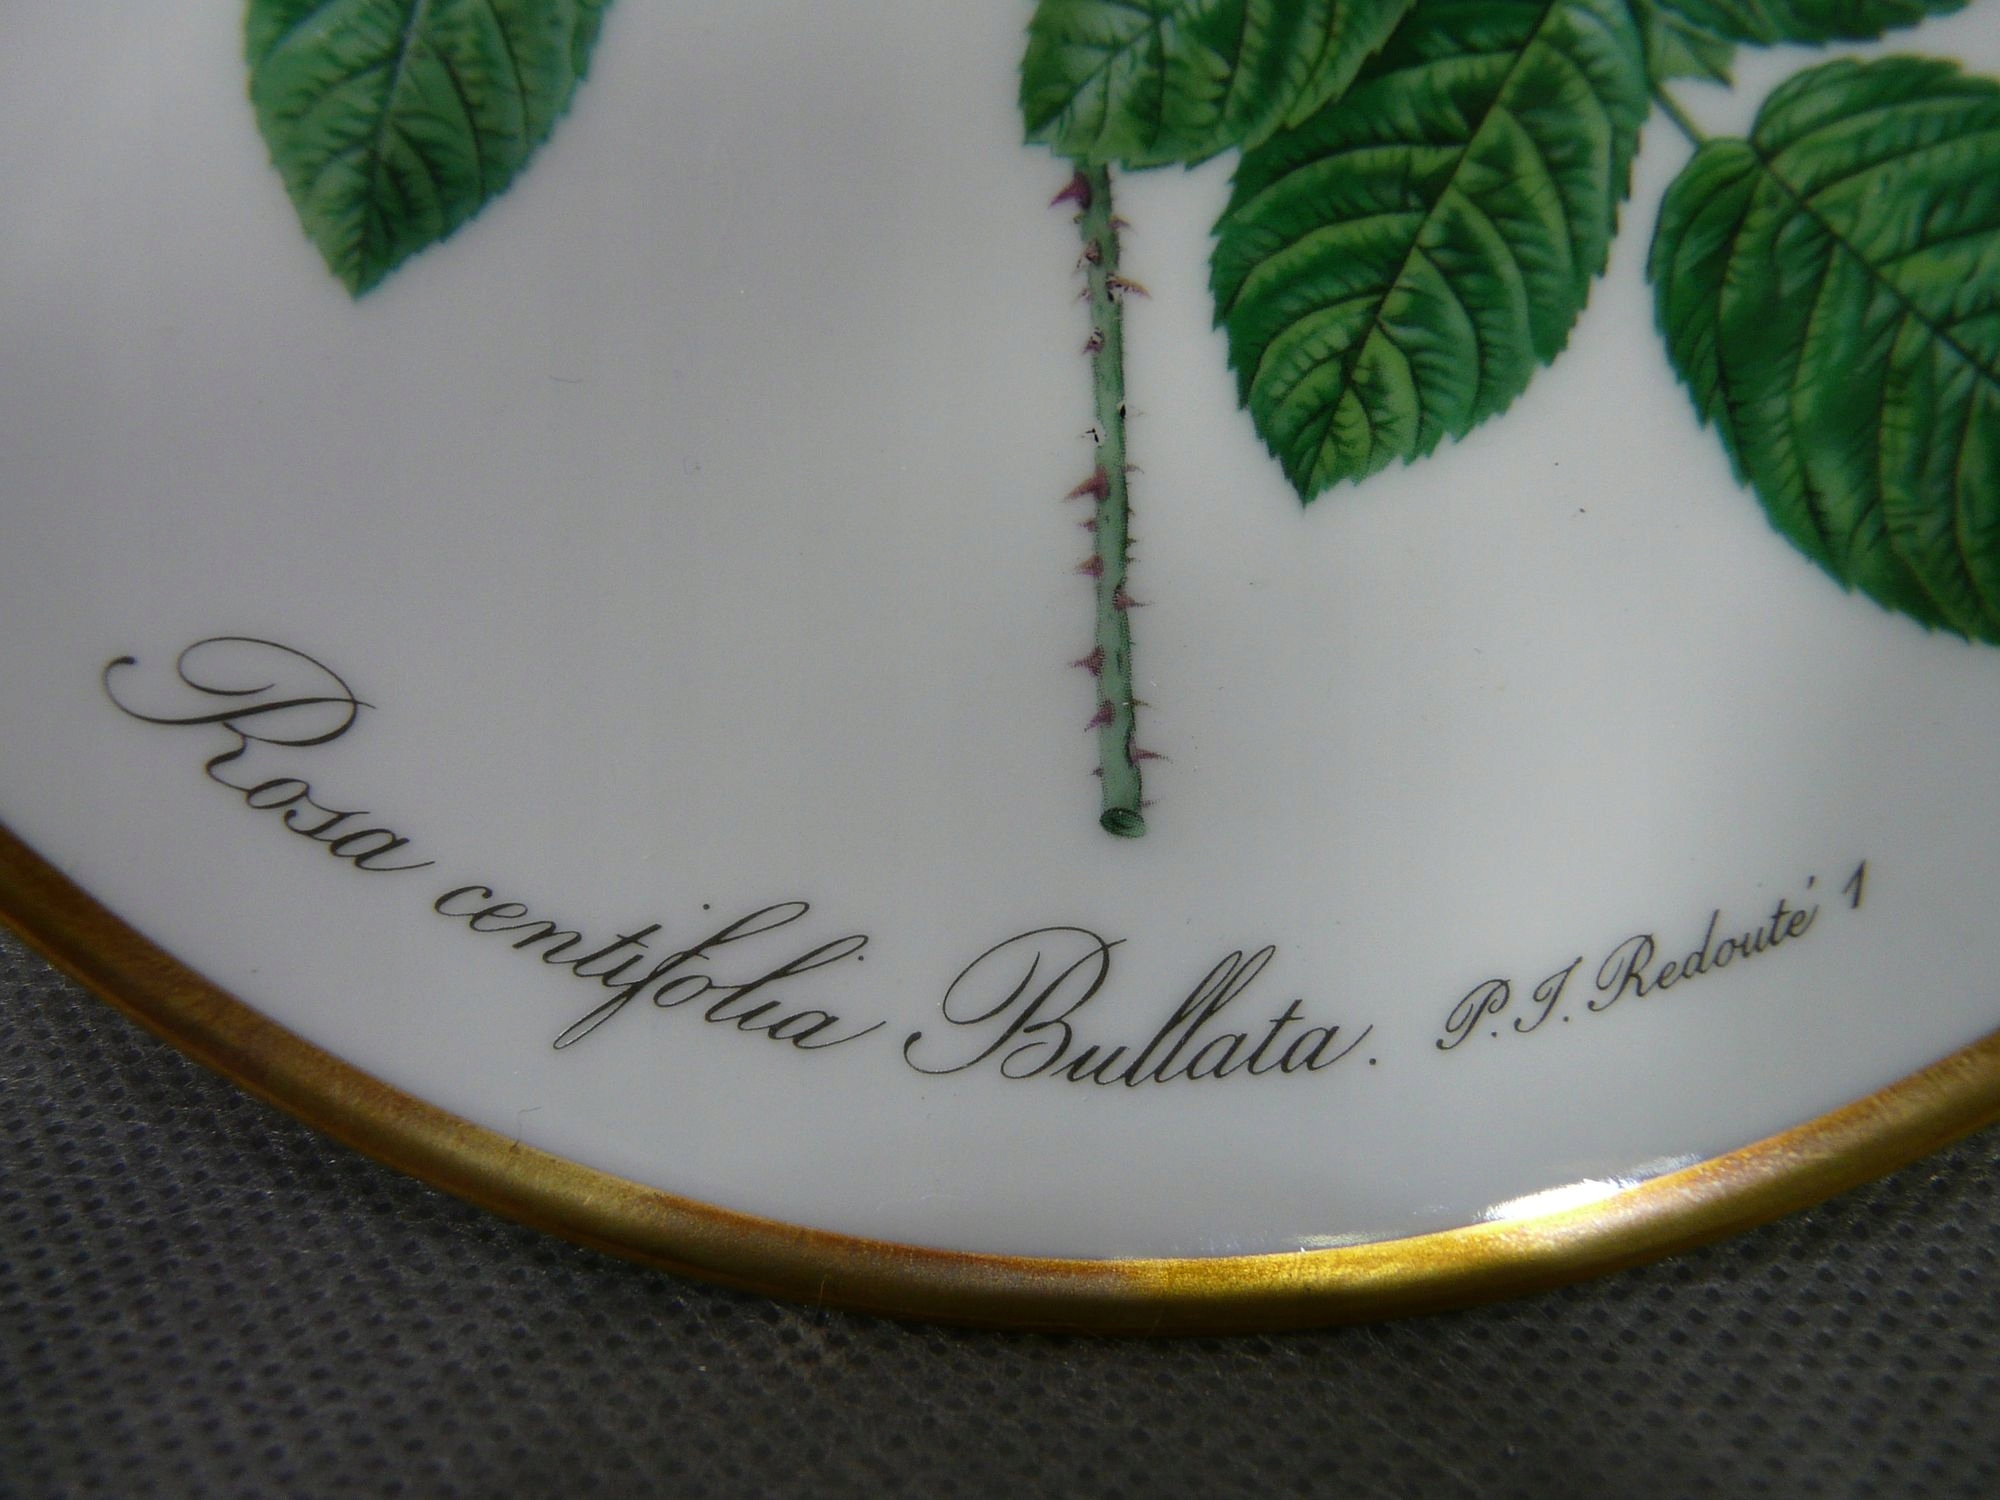 Rosa centifolia Bullata. P. J. Redouté 1